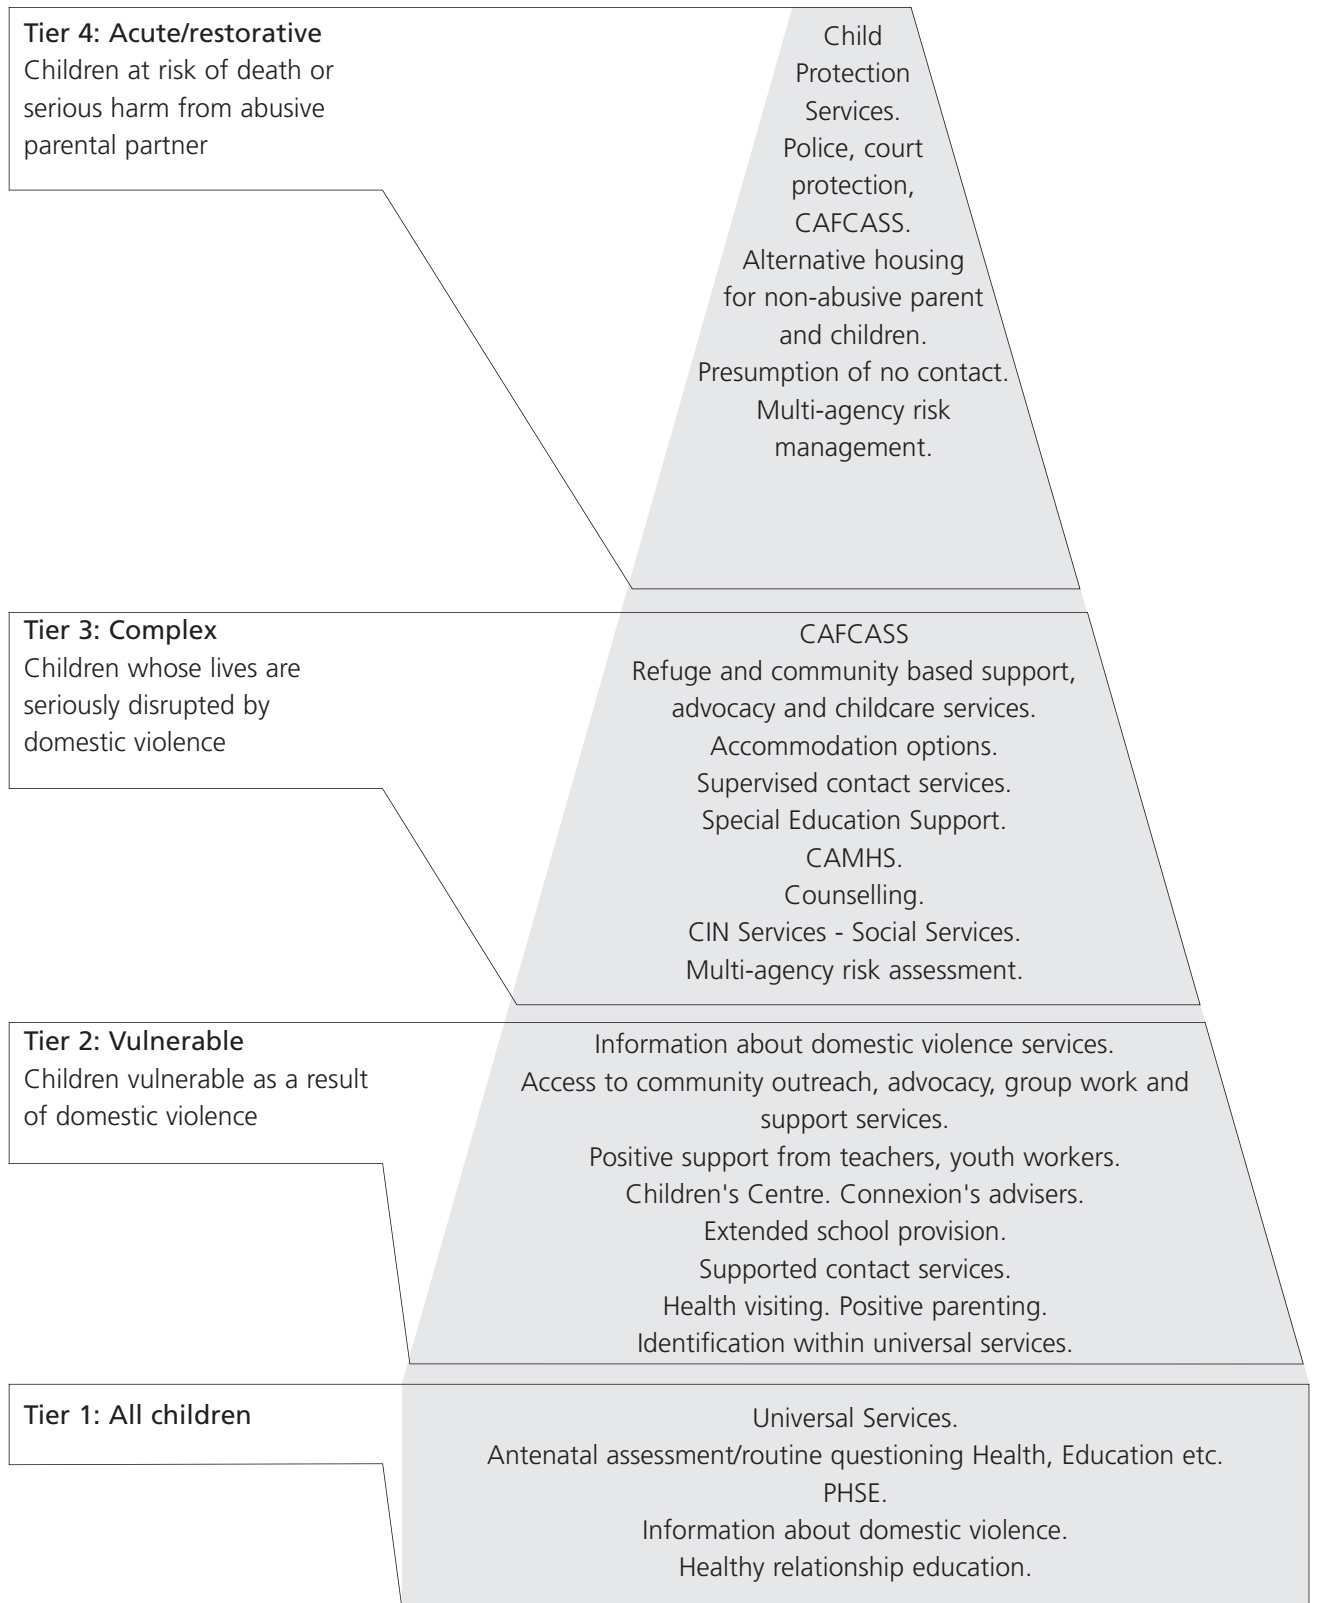 Tier 4: Acute/restorative
Children at risk of death or
serious harm from abusive
parental partner
Child
Protection
Services.
Police, court
protection,
CAFCASS.
Alternative housing
for non-abusive parent
and children.
Presumption of no contact.
Multi-agency risk
management.
Tier 3: Complex
Children whose lives are
seriously disrupted by
domestic violence
CAFCASS
Refuge and community based support,
advocacy and childcare services.
Accommodation options.
Supervised contact services.
Special Education Support.
CAMHS.
Counselling.
CIN Services - Social Services.
Multi-agency risk assessment.
Tier 2: Vulnerable
Children vulnerable as a result
of domestic violence
Information about domestic violence services.
Access to community outreach, advocacy, group work and
support services.
Positive support from teachers, youth workers.
Children's Centre. Connexion's advisers.
Extended school provision.
Supported contact services.
Health visiting. Positive parenting.
Identification within universal services.
Tier 1: All children
Universal Services.
Antenatal assessment/routine questioning Health, Education etc.
PHSE.
Information about domestic violence.
Healthy relationship education.